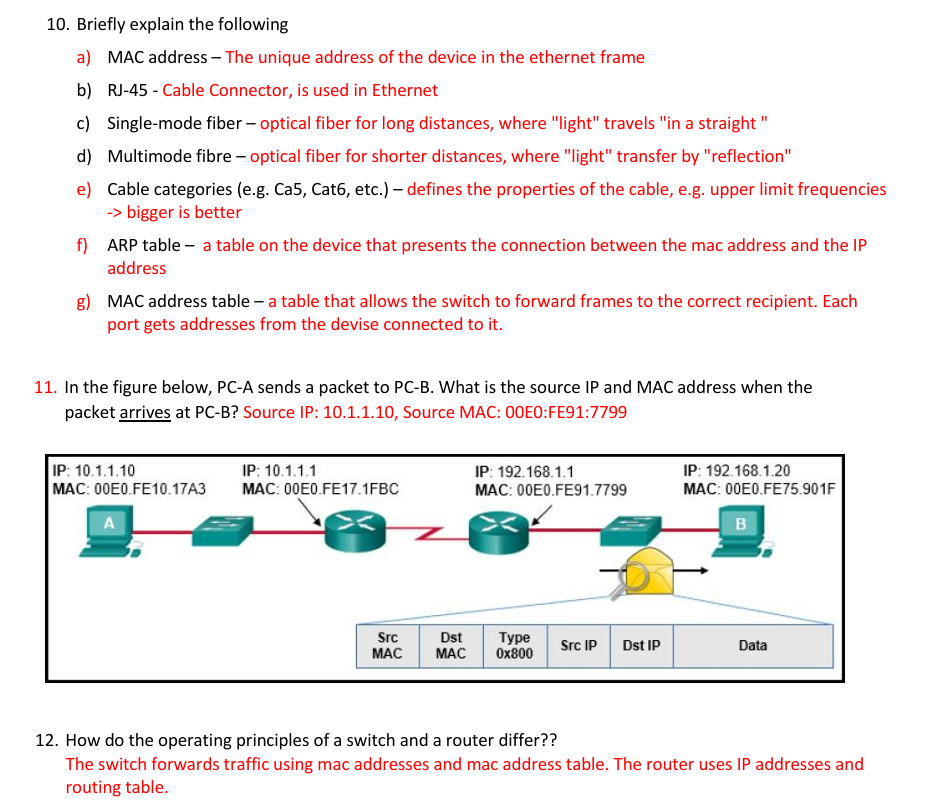 10. Briefly explain the following
a) MAC address – The unique address of the device in the ethernet frame
b) RJ-45 - Cable Connector, is used in Ethernet
c) Single-mode fiber – optical fiber for long distances, where "light" travels "in a straight "
d) Multimode fibre – optical fiber for shorter distances, where "light" transfer by "reflection"
e) Cable categories (e.g. Ca5, Cat6, etc.) – defines the properties of the cable, e.g. upper limit frequencies
-> bigger is better
f) ARP table – a table on the device that presents the connection between the mac address and the IP
address
g) MAC address table – a table that allows the switch to forward frames to the correct recipient. Each
port gets addresses from the devise connected to it.
11. In the figure below, PC-A sends a packet to PC-B. What is the source IP and MAC address when the
packet arrives at PC-B? Source IP: 10.1.1.10, Source MAC: 00E0:FE91:7799
IP: 10.1.1.10
MAC: 00E0.FE10.17A3
IP: 10.1.1.1
MAC: 00E0.FE17.1FBC
IP: 192.168.1.1
MAC: 00E0.FE91.7799
IP: 192.168.1.20
MAC: 00E0.FE75.901F
A
B
Src
MAC
Dst
MAC
Type
0x800
Src IP
Dst IP
Data
12. How do the operating principles of a switch and a router differ??
The switch forwards traffic using mac addresses and mac address table. The router uses IP addresses and
routing table.